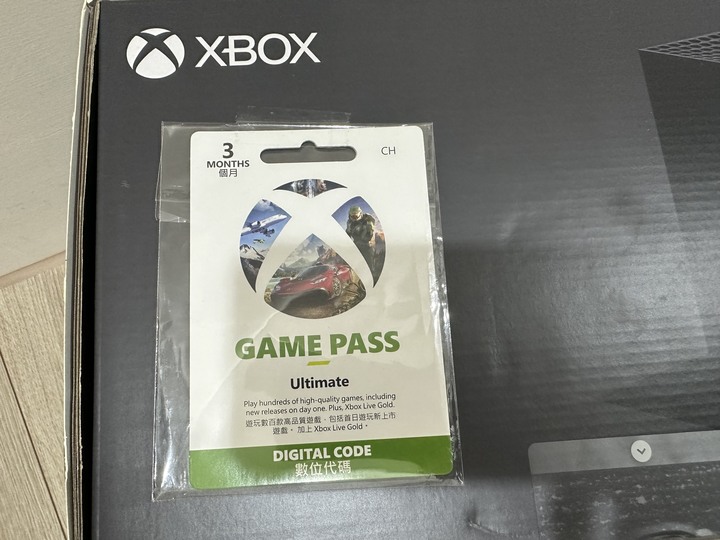 XBOX
3
MONTHS
個月
CH
GAME PASS
Ultimate
Play hundreds of high-quality games, including
new releases on day one. Plus, Xbox Live Gold.
遊玩數百款高品質遊戲，包括首日遊玩新上市
遊戲。 加上 Xbox Live Gold。
DIGITAL CODE
數位代碼